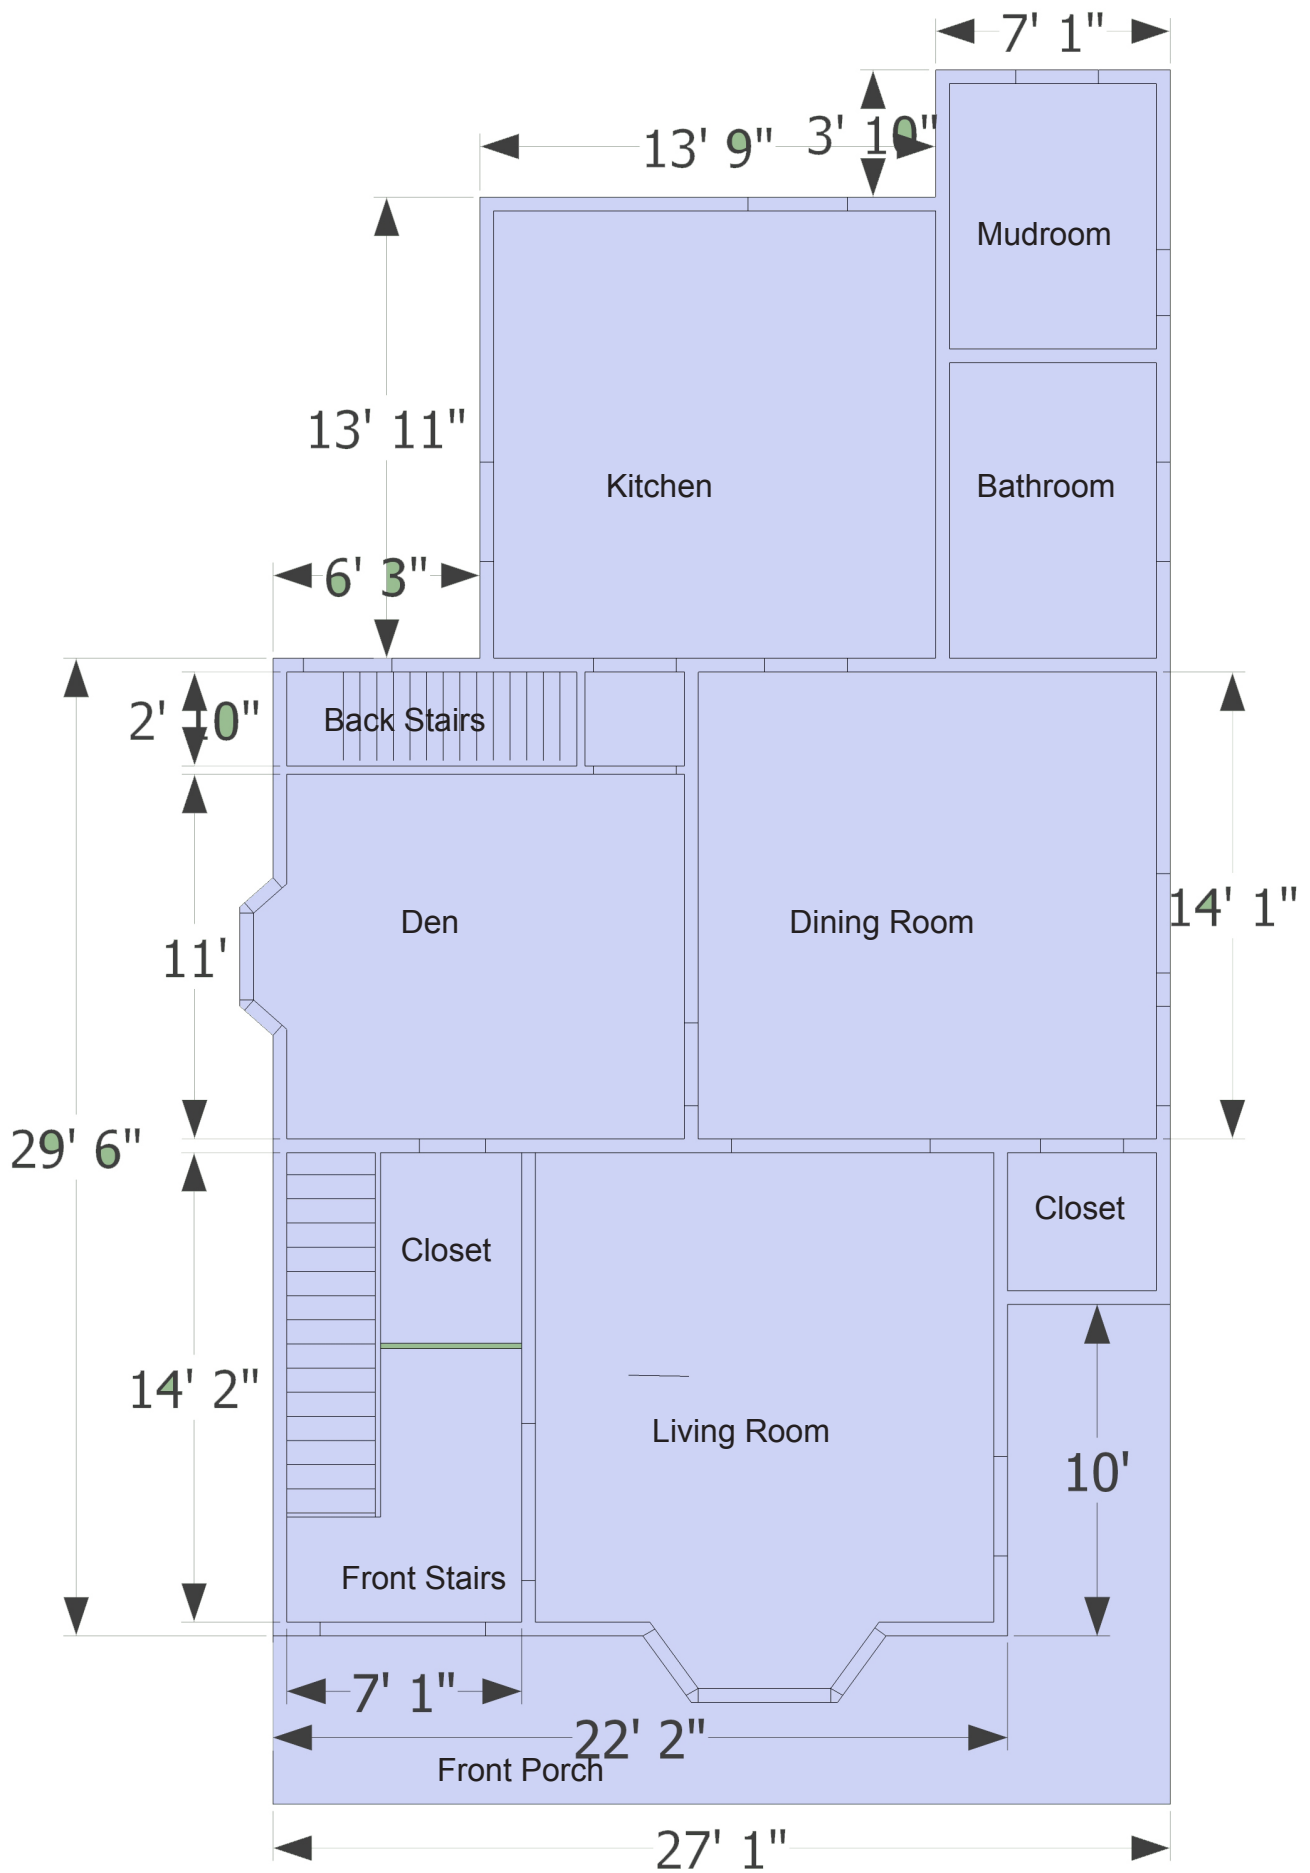 7' 1"
13' 9"
3' 10"
Mudroom
13' 11"
Kitchen
Bathroom
6' 3"
2' 10"
Back Stairs
Den
Dining Room
14' 1"
11'
29' 6"
Closet
Closet
14' 2"
Living Room
10'
Front Stairs
7' 1"
22' 2"
Front Porch
27' 1"